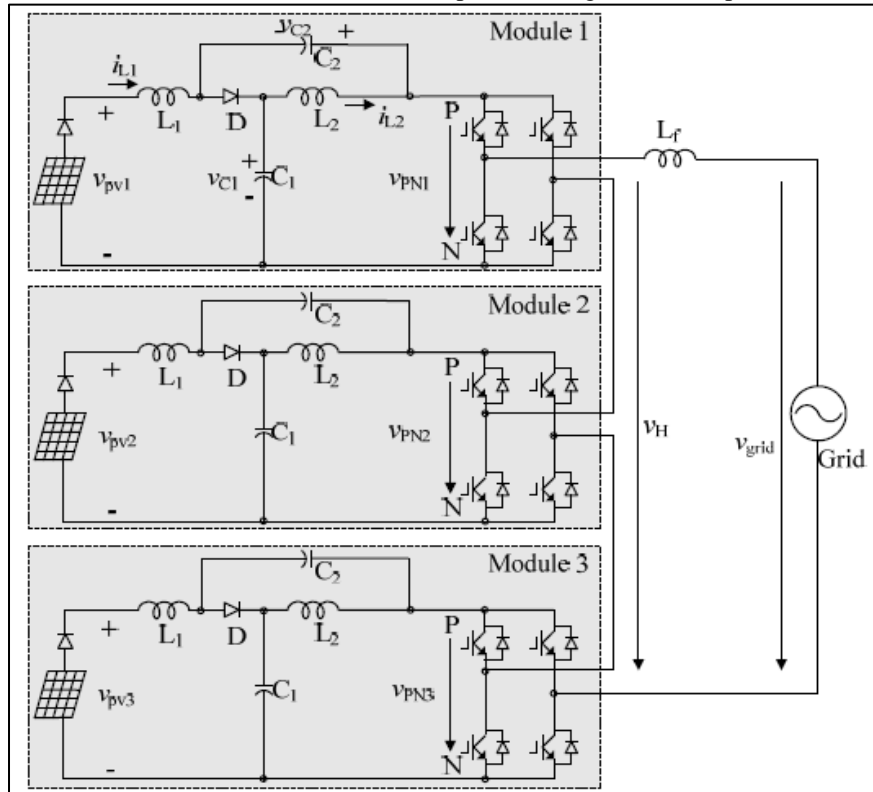 Module 1
-vC2 +
C2
iL1
+
L1
D
L2
iL2
P
Lf
vpv1
vC1
+
-
C1
vPN1
-
N
Module 2
C2
+
L1
D
L2
P
vpv2
C1
vPN2
-
N
vH
vgrid
Grid
Module 3
C2
+
L1
D
L2
P
vpv3
C1
vPN3
-
N